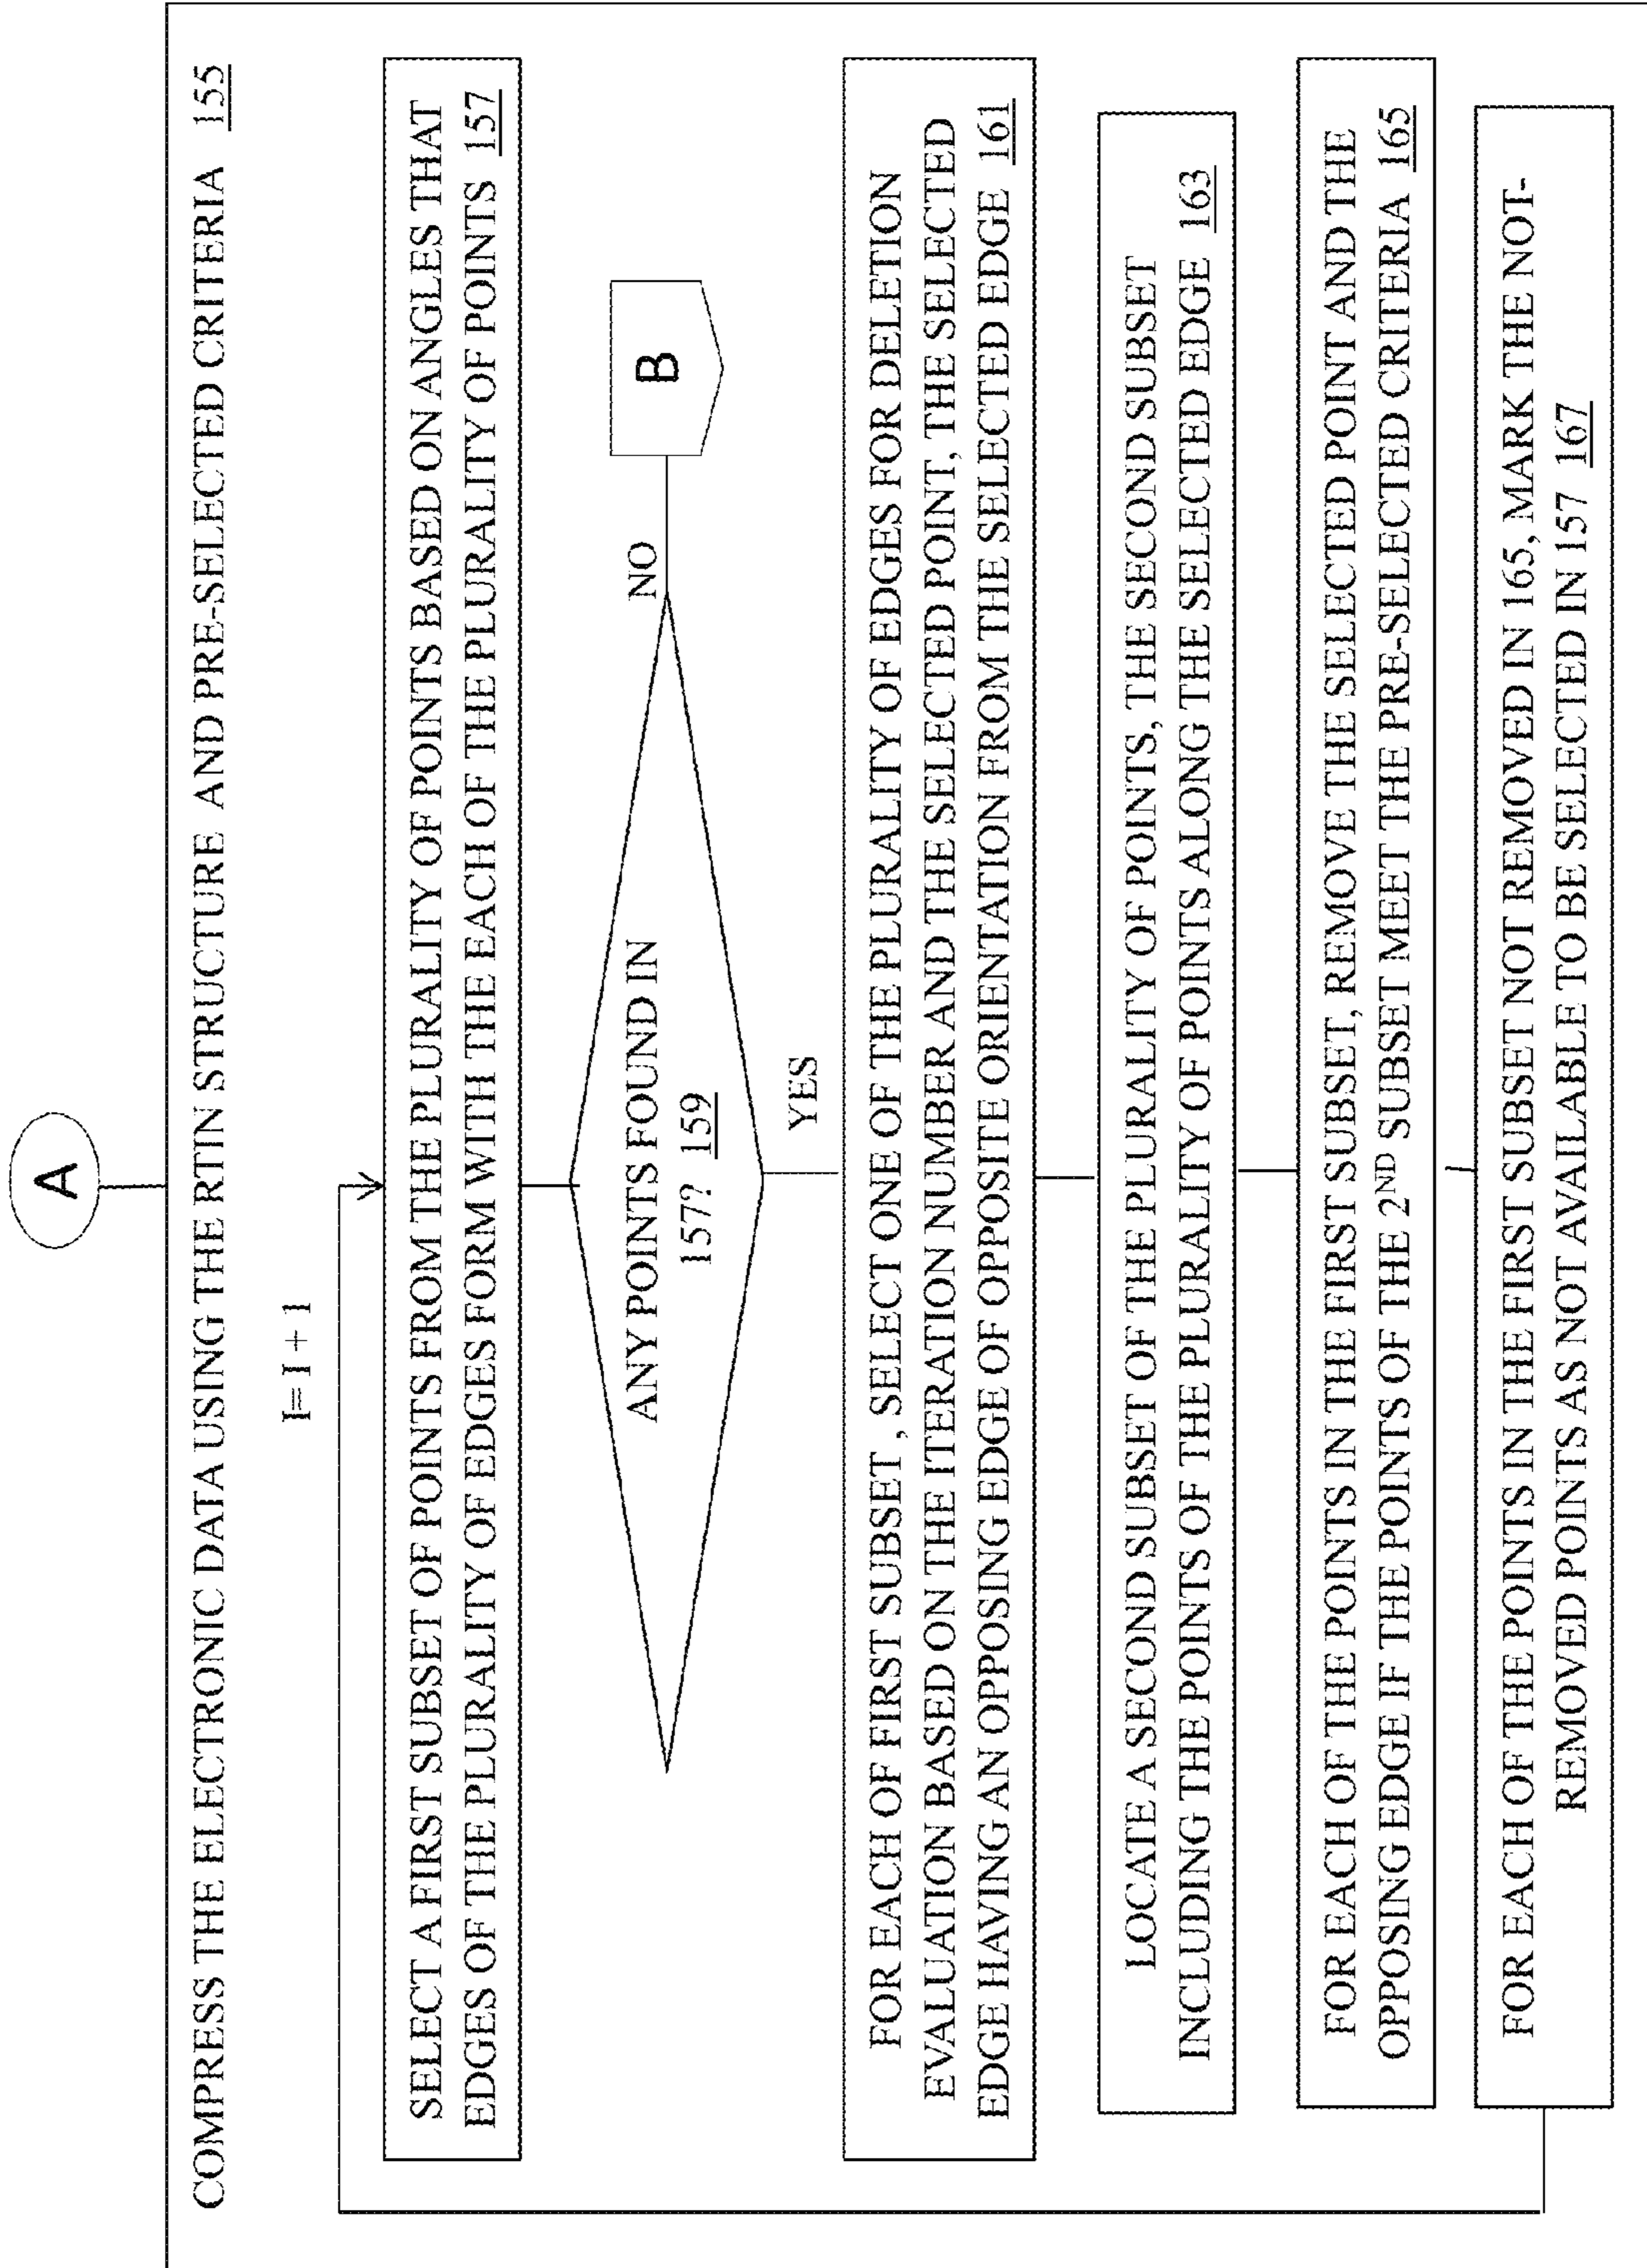 A
COMPRESS THE ELECTRONIC DATA USING THE RTIN STRUCTURE AND PRE-SELECTED CRITERIA 155
I= I + 1
SELECT A FIRST SUBSET OF POINTS FROM THE PLURALITY OF POINTS BASED ON ANGLES THAT
EDGES OF THE PLURALITY OF EDGES FORM WITH THE EACH OF THE PLURALITY OF POINTS 157
ANY POINTS FOUND IN
157? 159
NO
B
YES
FOR EACH OF FIRST SUBSET , SELECT ONE OF THE PLURALITY OF EDGES FOR DELETION
EVALUATION BASED ON THE ITERATION NUMBER AND THE SELECTED POINT, THE SELECTED
EDGE HAVING AN OPPOSING EDGE OF OPPOSITE ORIENTATION FROM THE SELECTED EDGE 161
LOCATE A SECOND SUBSET OF THE PLURALITY OF POINTS, THE SECOND SUBSET
INCLUDING THE POINTS OF THE PLURALITY OF POINTS ALONG THE SELECTED EDGE 163
FOR EACH OF THE POINTS IN THE FIRST SUBSET, REMOVE THE SELECTED POINT AND THE
OPPOSING EDGE IF THE POINTS OF THE 2ND SUBSET MEET THE PRE-SELECTED CRITERIA 165
FOR EACH OF THE POINTS IN THE FIRST SUBSET NOT REMOVED IN 165, MARK THE NOT-
REMOVED POINTS AS NOT AVAILABLE TO BE SELECTED IN 157 167